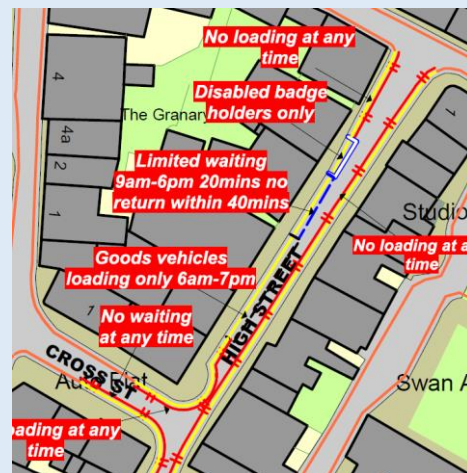 No loading at any
time
Disabled badge
holders only
4
The Granary
1
4a
Limited waiting
9am-6pm 20mins no
return within 40mins
2
1
Studio
No loading at a
time
Goods vehicles
loading only 6am-7pm
HIGH STREET
1
No waiting
at any time
CROSS ST
Swan A
oading at any
time